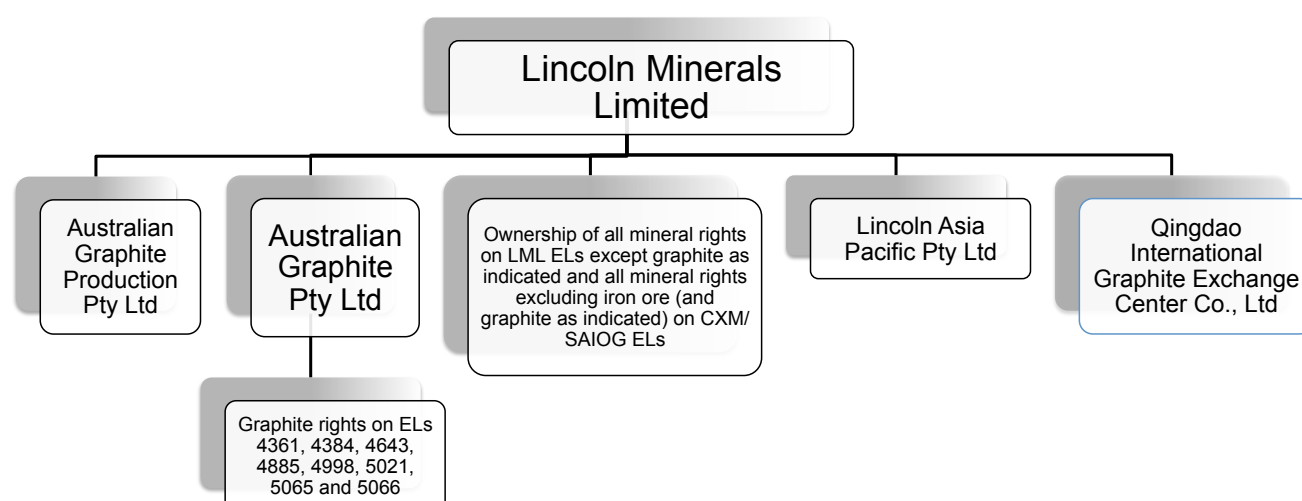 Lincoln Minerals
Limited
Australian
Graphite
Production
Pty Ltd
Australian
Graphite
Pty Ltd
Ownership of all mineral rights
on LML ELs except graphite as
indicated and all mineral rights
excluding iron ore (and
graphite as indicated) on CXM/
SAIOG ELs
Lincoln Asia
Pacific Pty Ltd
Qingdao
International
Graphite Exchange
Center Co., Ltd
Graphite rights on ELs
4361, 4384, 4643,
4885, 4998, 5021,
5065 and 5066